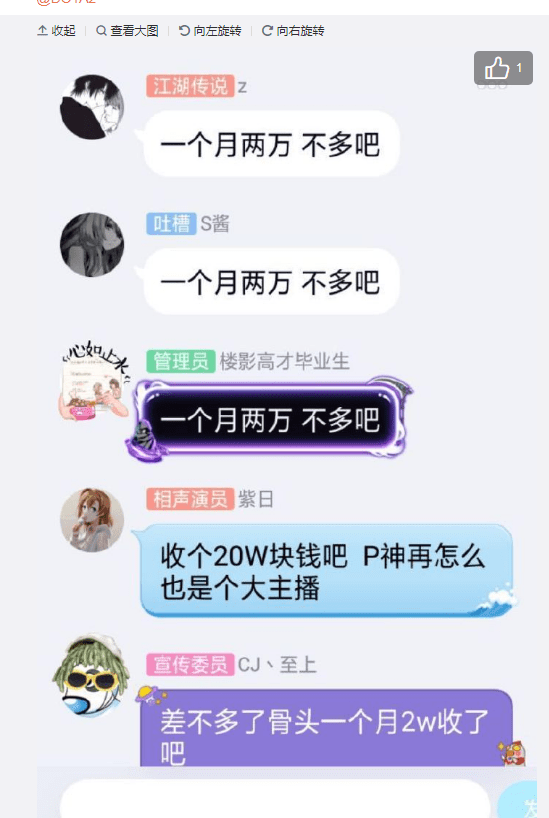 @DOTA2
收起 查看大图 向左旋转 向右旋转
1
江湖传说 z
一个月两万 不多吧
吐槽 S酱
一个月两万 不多吧
心如止水
管理员 楼影高才毕业生
一个月两万 不多吧
相声演员 紫日
收个20W块钱吧 P神再怎么
也是个大主播
宣传委员 CJ丶至上
差不多了骨头一个月2w收了
吧